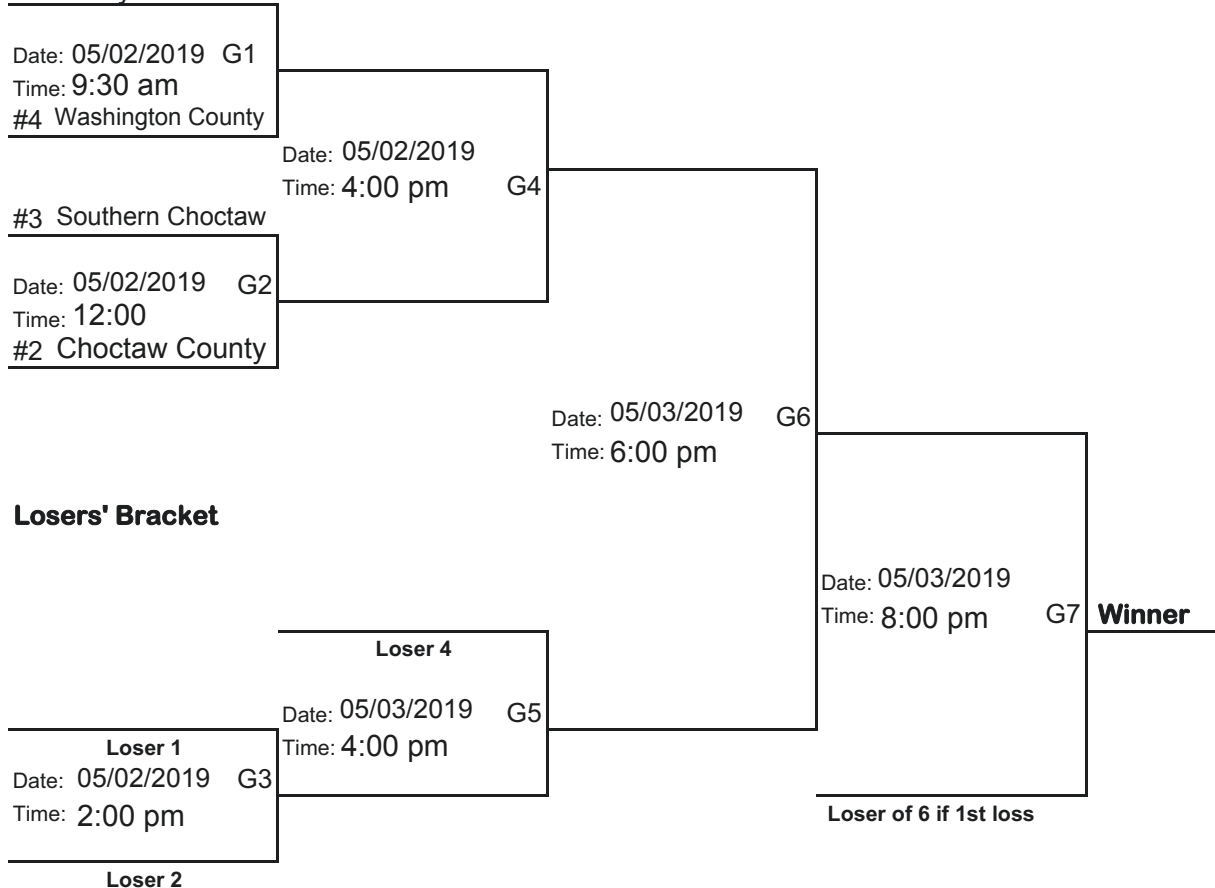 Date: 05/02/2019 G1
Time: 9:30 am
#4 Washington County
Date: 05/02/2019
Time: 4:00 pm G4
#3 Southern Choctaw
Date: 05/02/2019 G2
Time: 12:00
#2 Choctaw County
Date: 05/03/2019 G6
Time: 6:00 pm
Losers' Bracket
Date: 05/03/2019
Time: 8:00 pm G7 Winner
Loser 4
Date: 05/03/2019 G5
Time: 4:00 pm
Loser 1
Date: 05/02/2019 G3
Time: 2:00 pm
Loser of 6 if 1st loss
Loser 2